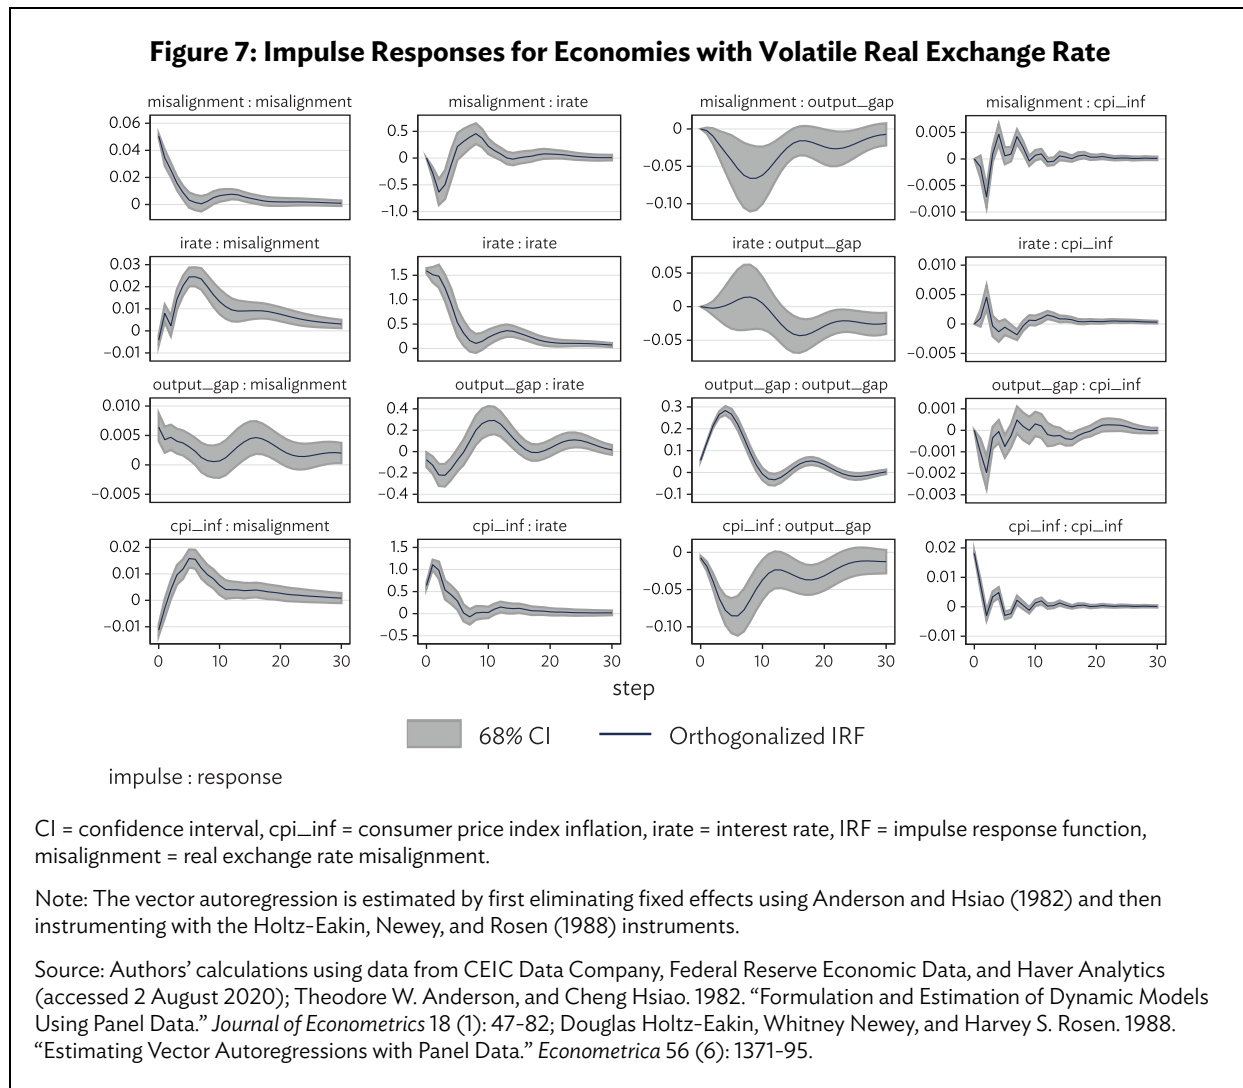 Figure 7: Impulse Responses for Economies with Volatile Real Exchange Rate
misalignment : misalignment
misalignment : irate
misalignment : output_gap
misalignment : cpi_inf
0.06
0.04
0.02
0
0.5
0
−0.5
−1.0
0
−0.05
−0.10
0.005
0
−0.005
−0.010
irate : misalignment
irate : irate
irate : output_gap
irate : cpi_inf
0.03
0.02
0.010
0
−0.01
1.5
1.0
0.5
0
0.05
0
−0.05
0.010
0.005
0
−0.005
output_gap : misalignment
output_gap : irate
output_gap : output_gap
output_gap : cpi_inf
0.010
0.005
0
−0.005
0.4
0.2
0
−0.2
−0.4
0.3
0.2
0.1
0
−0.1
0.001
0
−0.001
−0.002
−0.003
cpi_inf : misalignment
cpi_inf : irate
cpi_inf : output_gap
cpi_inf : cpi_inf
0.02
0.010
0
−0.01
1.5
1.0
0.5
0
−0.5
0
−0.05
−0.10
0.02
0.010
0
−0.01
0 10 20 30
0 10 20 30
0 10 20 30
0 10 20 30
step
68% CI
Orthogonalized IRF
impulse : response
CI = confidence interval, cpi_inf = consumer price index inflation, irate = interest rate, IRF = impulse response function,
misalignment = real exchange rate misalignment.
Note: The vector autoregression is estimated by first eliminating fixed effects using Anderson and Hsiao (1982) and then
instrumenting with the Holtz-Eakin, Newey, and Rosen (1988) instruments.
Source: Authors’ calculations using data from CEIC Data Company, Federal Reserve Economic Data, and Haver Analytics
(accessed 2 August 2020); Theodore W. Anderson, and Cheng Hsiao. 1982. “Formulation and Estimation of Dynamic Models
Using Panel Data.” Journal of Econometrics 18 (1): 47-82; Douglas Holtz-Eakin, Whitney Newey, and Harvey S. Rosen. 1988.
“Estimating Vector Autoregressions with Panel Data.” Econometrica 56 (6): 1371-95.